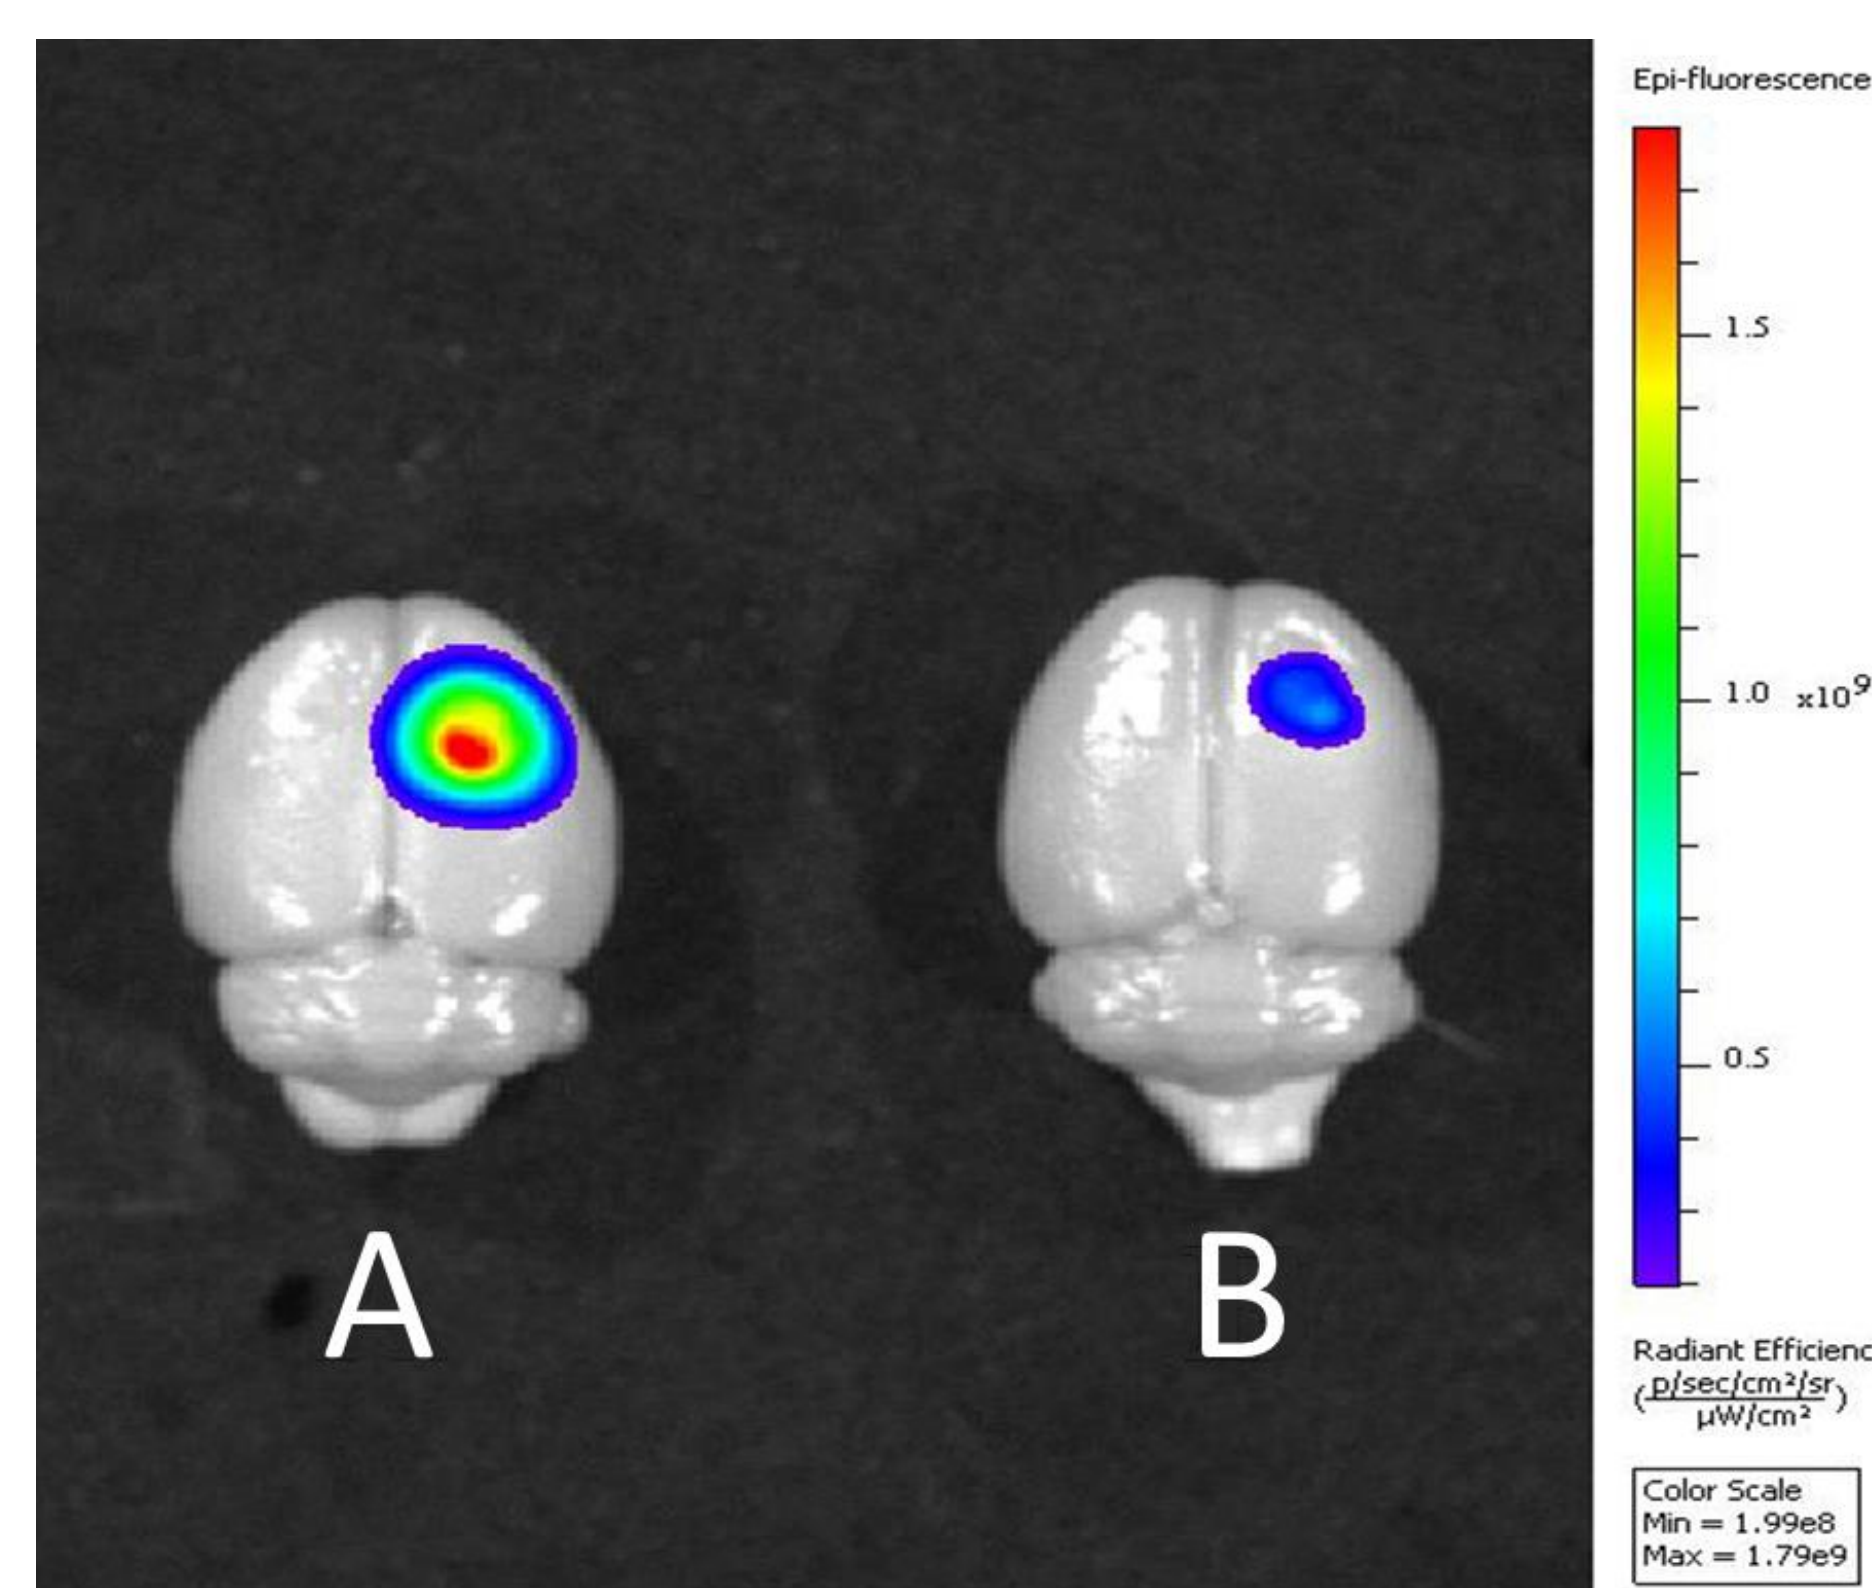 Epi-fluorescence
1.5
1.0 x10⁹
0.5
A B
Radiant Efficienc
(p/sec/cm²/sr
µW/cm²)
Color Scale
Min = 1.99e8
Max = 1.79e9